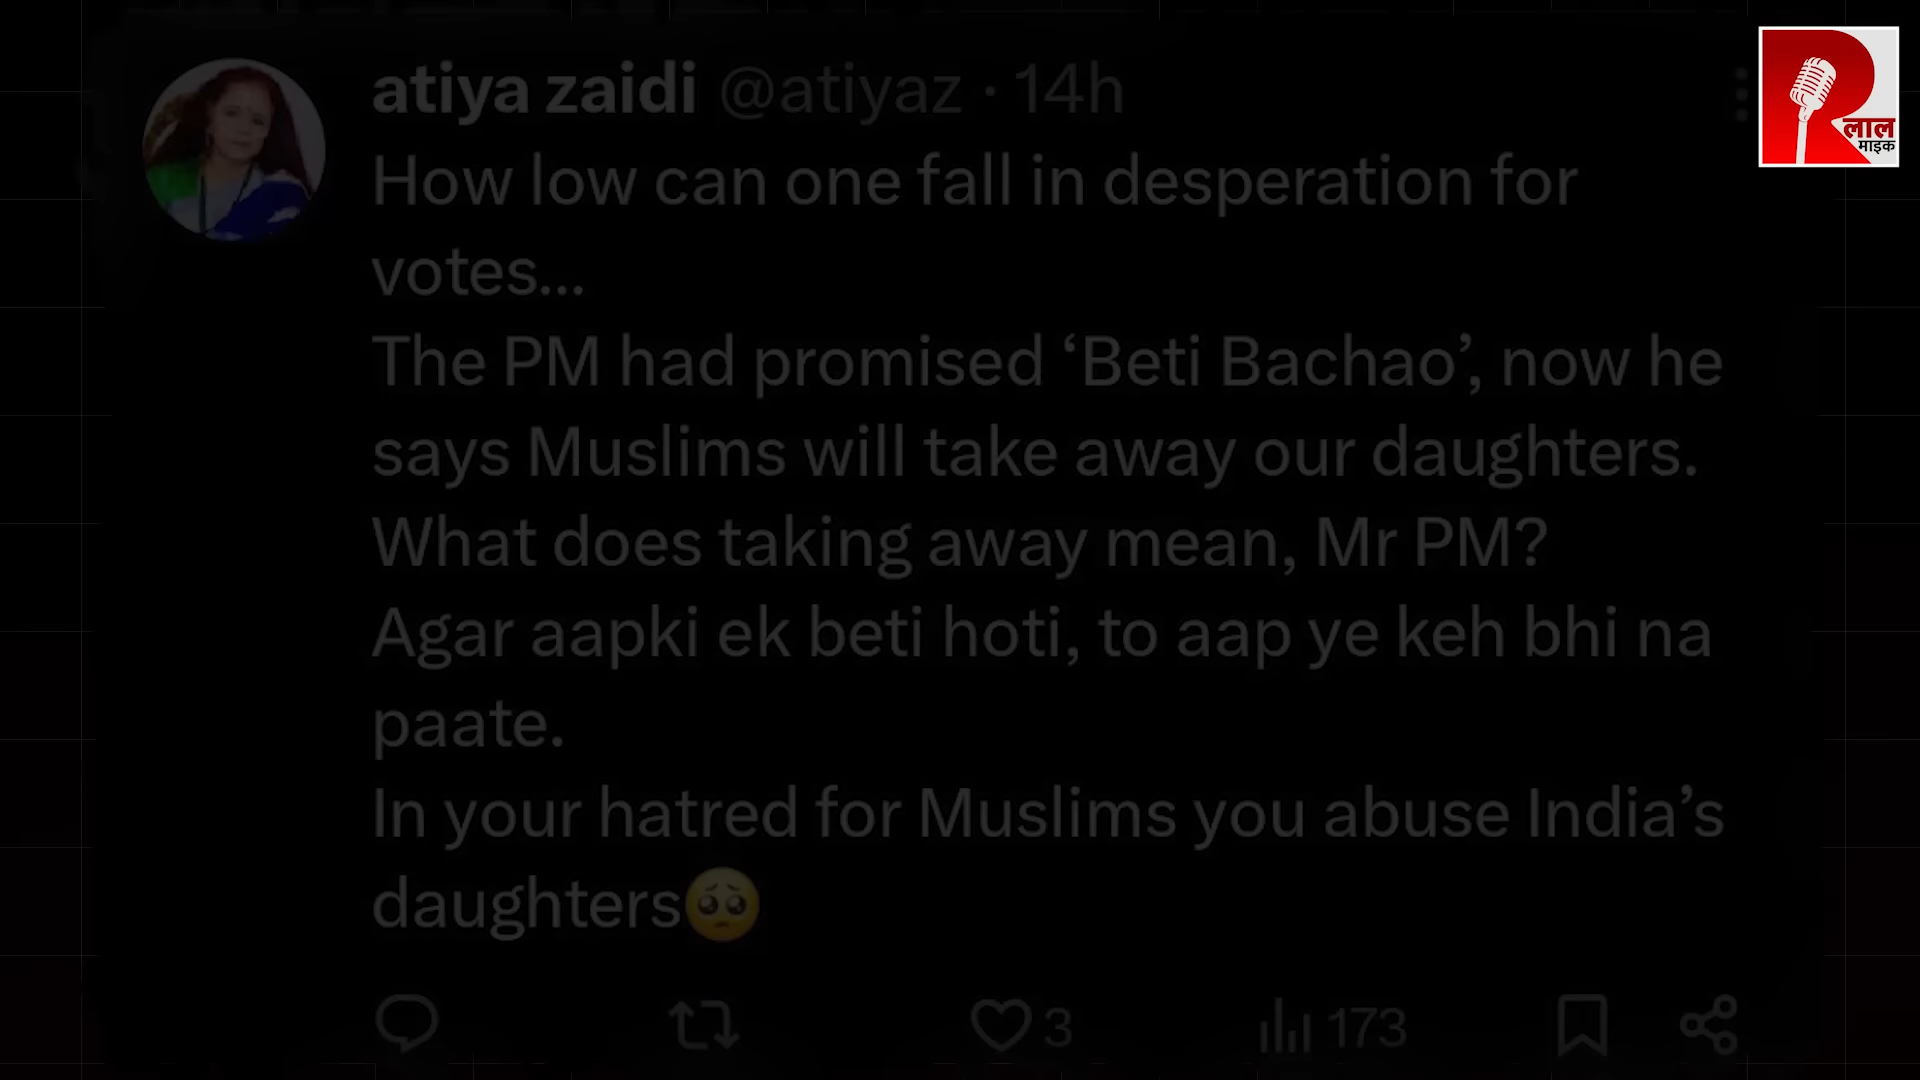 atiya zaidi @atiyaz · 14h
लाल
माइक
How low can one fall in desperation for
votes...
The PM had promised ‘Beti Bachao’, now he
says Muslims will take away our daughters.
What does taking away mean, Mr PM?
Agar aapki ek beti hoti, to aap ye keh bhi na
paate.
In your hatred for Muslims you abuse India’s
daughters🥺
3 173